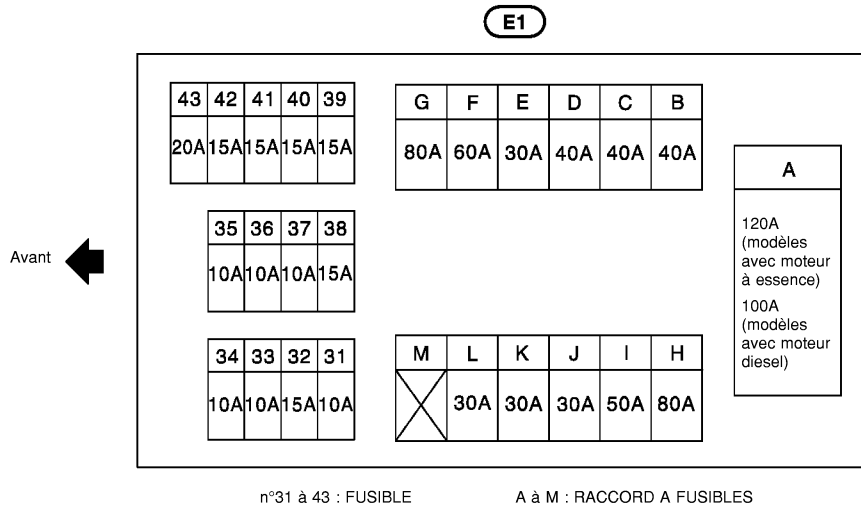 E1
43 42 41 40 39
20A 15A 15A 15A 15A
G F E D C B
80A 60A 30A 40A 40A 40A
A
120A
(modèles
avec moteur
à essence)
100A
(modèles
avec moteur
diesel)
35 36 37 38
10A 10A 10A 15A
Avant
34 33 32 31
10A 10A 15A 10A
M L K J I H
30A 30A 30A 50A 80A
n°31 à 43 : FUSIBLE
A à M : RACCORD A FUSIBLES